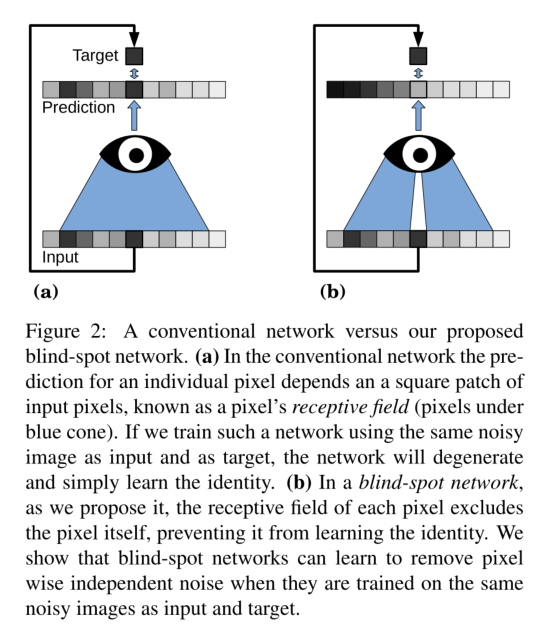 Target
Prediction
Input
(a)
(b)
Figure 2: A conventional network versus our proposed
blind-spot network. (a) In the conventional network the pre-
diction for an individual pixel depends an a square patch of
input pixels, known as a pixel's receptive field (pixels under
blue cone). If we train such a network using the same noisy
image as input and as target, the network will degenerate
and simply learn the identity. (b) In a blind-spot network,
as we propose it, the receptive field of each pixel excludes
the pixel itself, preventing it from learning the identity. We
show that blind-spot networks can learn to remove pixel
wise independent noise when they are trained on the same
noisy images as input and target.